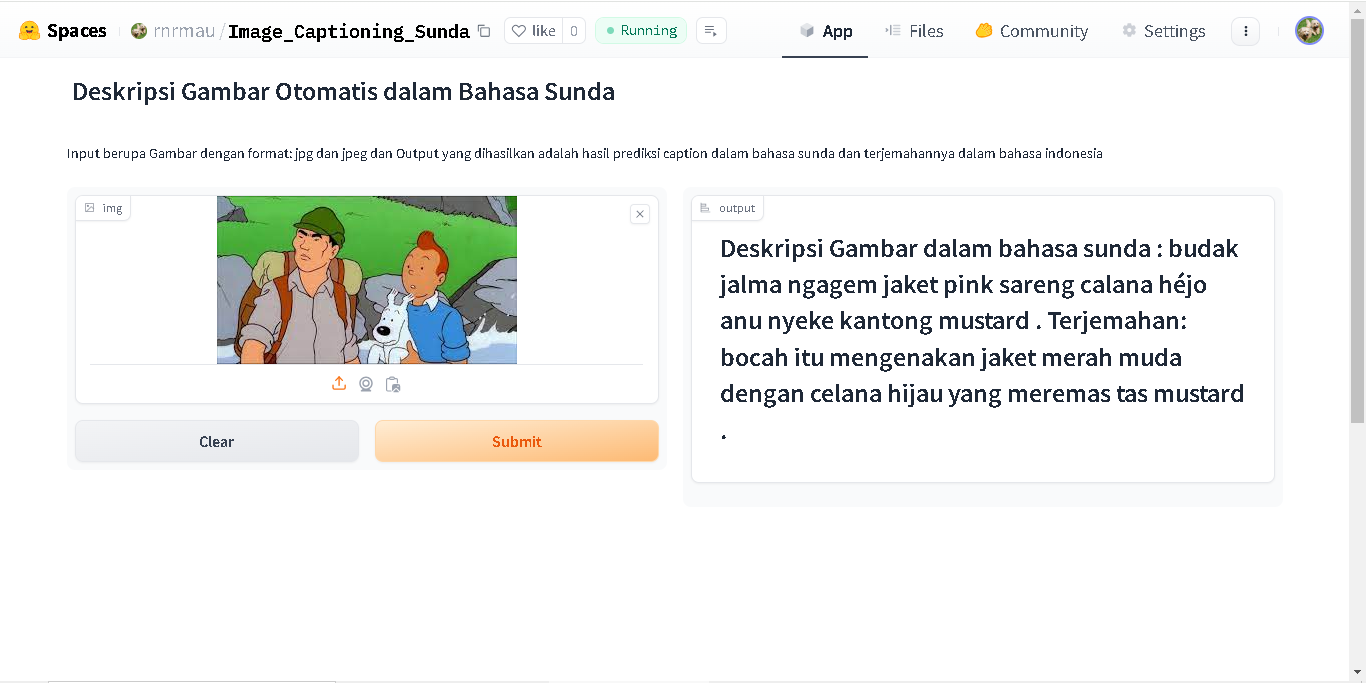 Spaces rnrmau/Image_Captioning_Sunda like 0 Running App Files Community Settings
Deskripsi Gambar Otomatis dalam Bahasa Sunda
Input berupa Gambar dengan format: jpg dan jpeg dan Output yang dihasilkan adalah hasil prediksi caption dalam bahasa sunda dan terjemahannya dalam bahasa indonesia
img
Clear Submit
output
Deskripsi Gambar dalam bahasa sunda : budak
jalma ngagem jaket pink sareng calana héjo
anu nyeke kantong mustard . Terjemahan:
bocah itu mengenakan jaket merah muda
dengan celana hijau yang meremas tas mustard
.